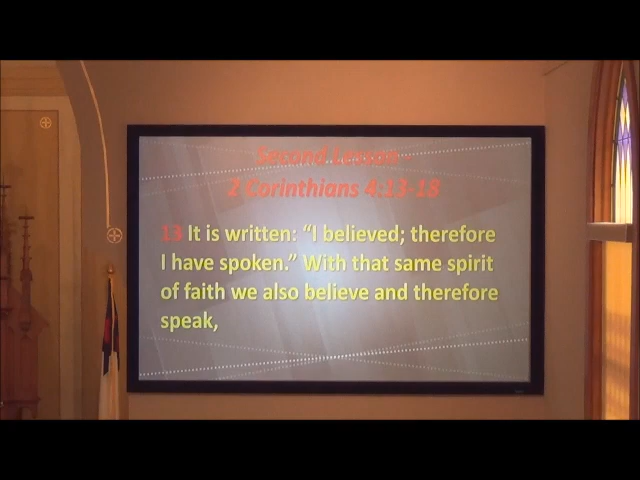 Second Lesson -
2 Corinthians 4:13-18
13 It is written: “I believed; therefore
I have spoken.” With that same spirit
of faith we also believe and therefore
speak,